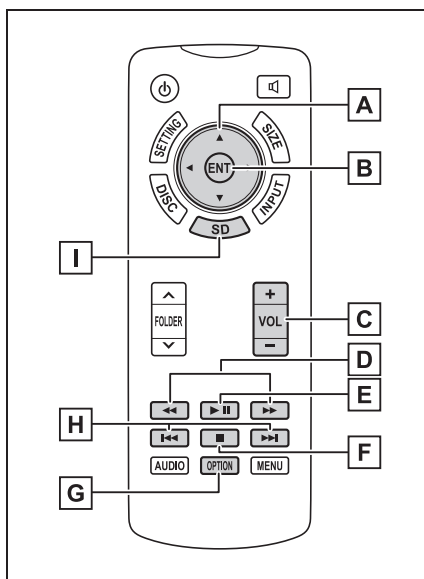 A
SETTING
SIZE
ENT
B
DISC
INPUT
SD
I
FOLDER
+
VOL
−
C
D
E
H
F
AUDIO
OPTION
MENU
G